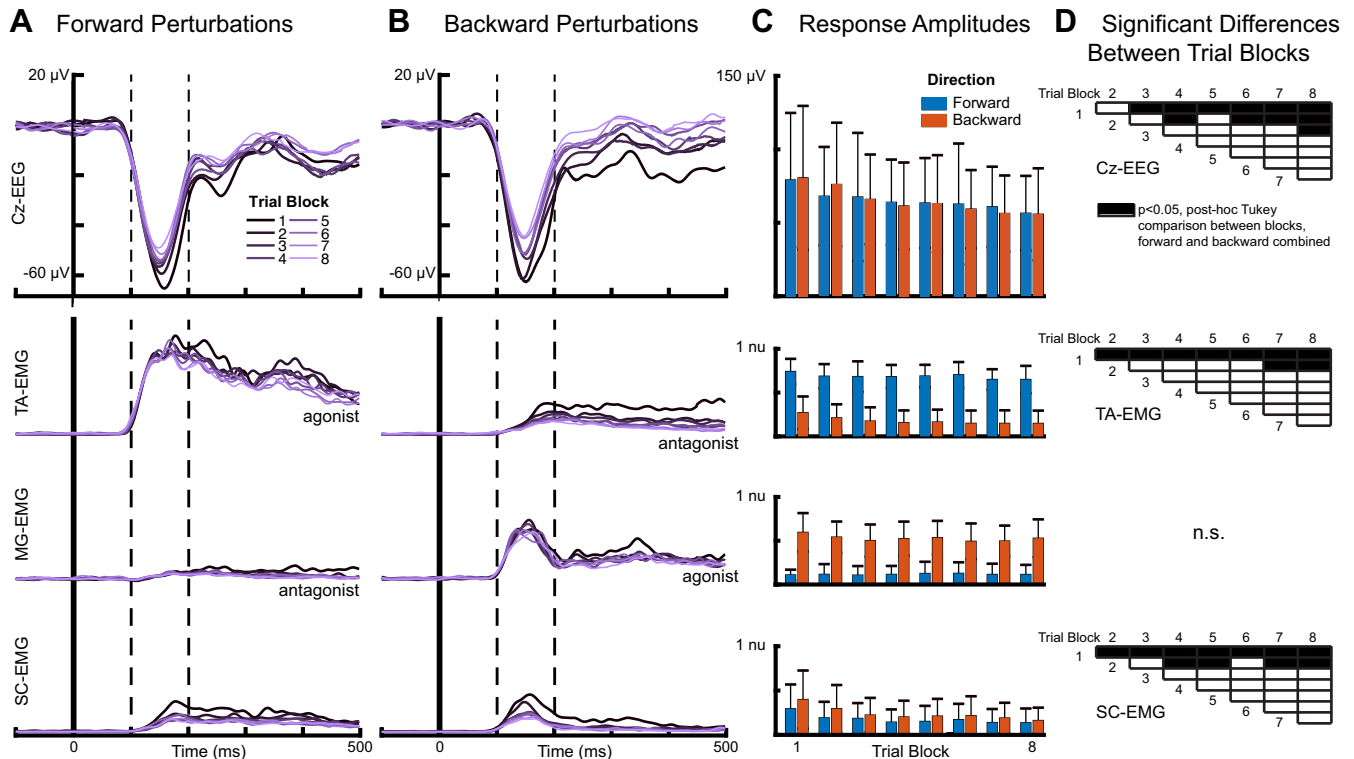 A Forward Perturbations
B Backward Perturbations
C Response Amplitudes
D Significant Differences
Between Trial Blocks
20 µV
Cz-EEG
-60 µV
Trial Block
1 5
2 6
3 7
4 8
20 µV
-60 µV
150 µV
Direction
Forward
Backward
Trial Block 2 3 4 5 6 7 8
1
2
3
4
5
6
7
Cz-EEG
p<0.05, post-hoc Tukey
comparison between blocks,
forward and backward combined
TA-EMG
agonist
antagonist
1 nu
Trial Block 2 3 4 5 6 7 8
1
2
3
4
5
6
7
TA-EMG
MG-EMG
antagonist
agonist
1 nu
n.s.
SC-EMG
0 Time (ms) 500
0 Time (ms) 500
1 nu
1 Trial Block 8
Trial Block 2 3 4 5 6 7 8
1
2
3
4
5
6
7
SC-EMG